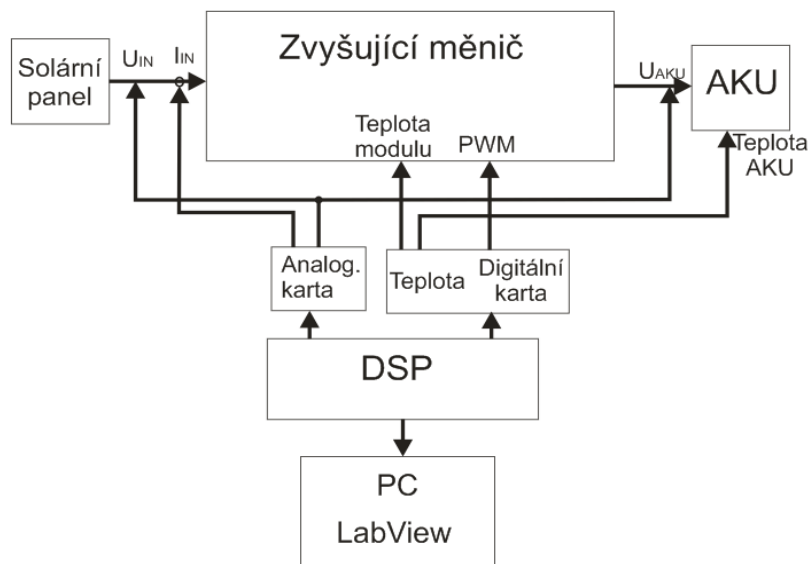 Solární
panel
UIN
IIN
Zvyšující měnič
Teplota
modulu
PWM
UAKU
AKU
Teplota
AKU
Analog.
karta
Teplota
Digitální
karta
DSP
PC
LabView